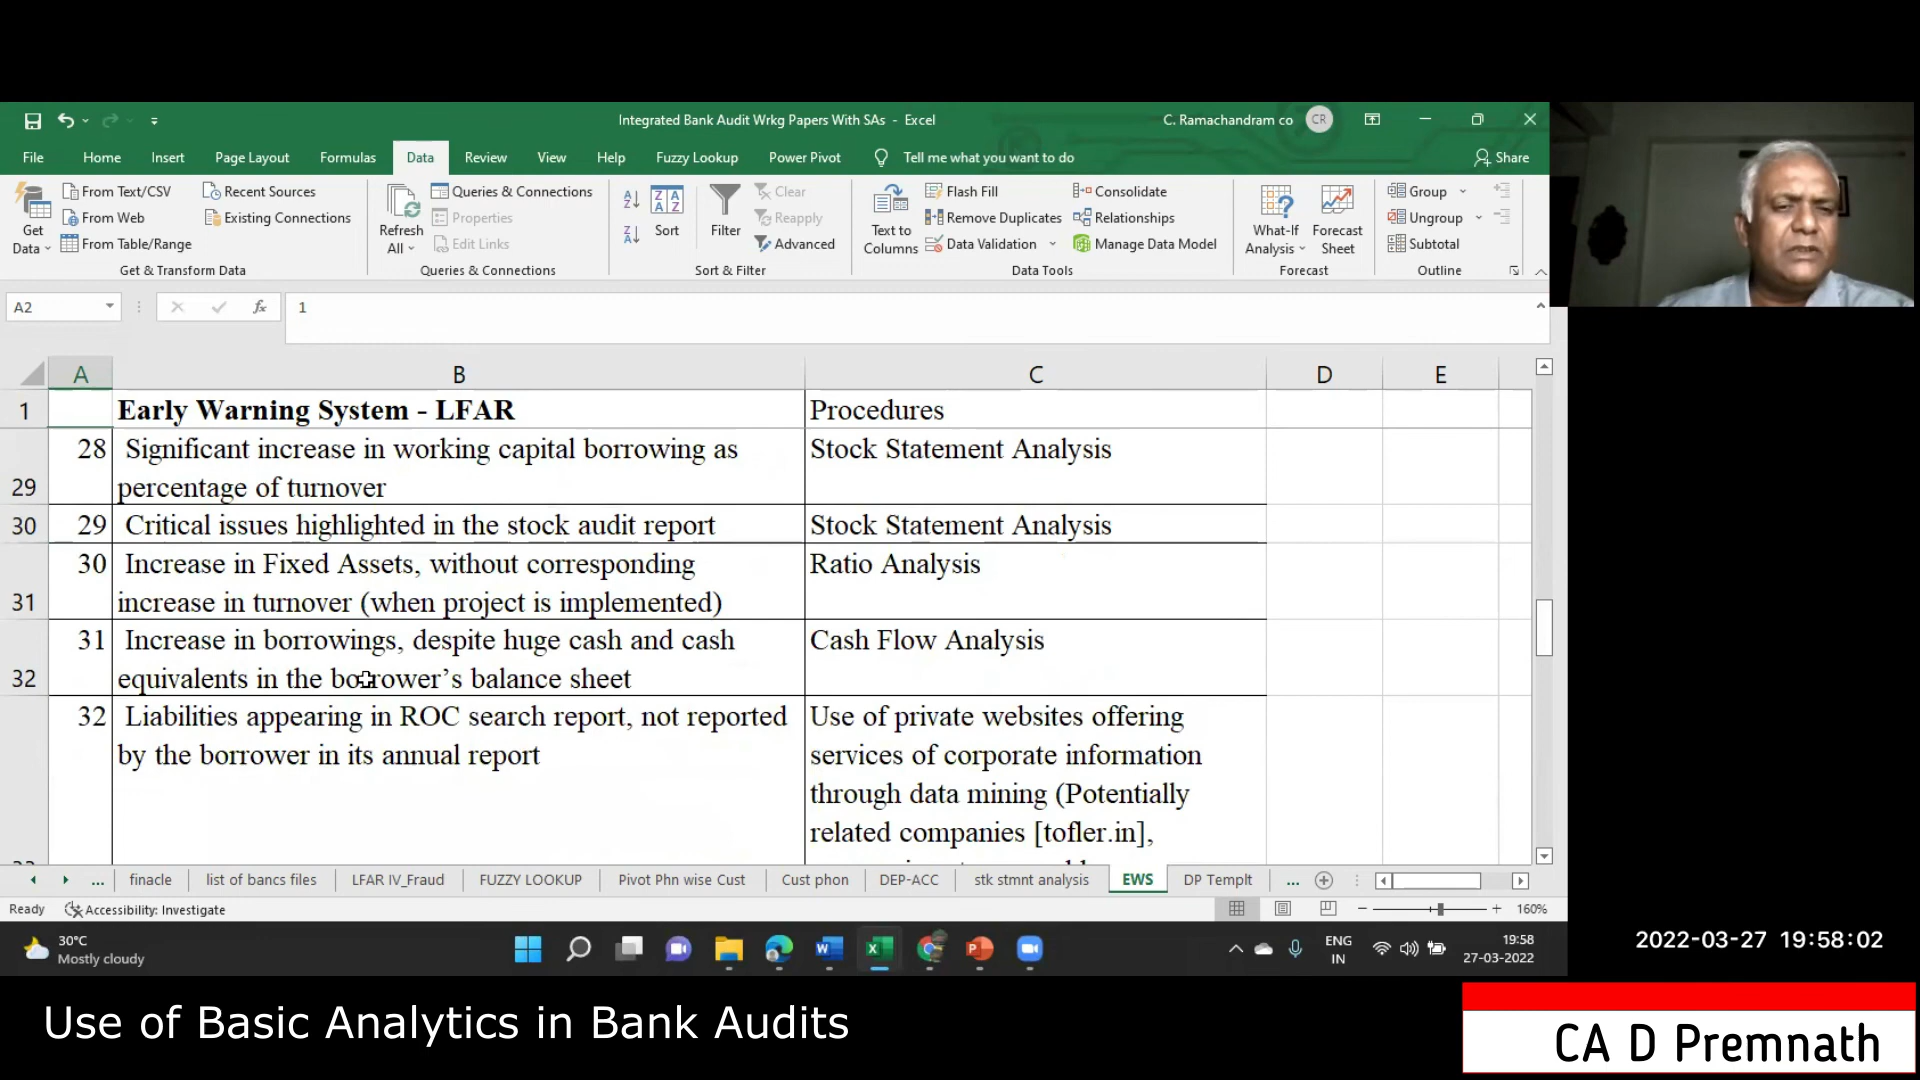 Integrated Bank Audit Wrkg Papers With SAs - Excel
C. Ramachandram co
CR
File Home Insert Page Layout Formulas Data Review View Help Fuzzy Lookup Power Pivot Tell me what you want to do Share
Get Data
From Text/CSV
From Web
From Table/Range
Recent Sources
Existing Connections
Get & Transform Data
Refresh All
Queries & Connections
Properties
Edit Links
Queries & Connections
Sort
Filter
Clear
Reapply
Advanced
Sort & Filter
Text to Columns
Flash Fill
Remove Duplicates
Data Validation
Consolidate
Relationships
Manage Data Model
Data Tools
What-If Analysis
Forecast Sheet
Forecast
Group
Ungroup
Subtotal
Outline
A2
fx
1
A B C D E
1 Early Warning System - LFAR Procedures
28 Significant increase in working capital borrowing as Stock Statement Analysis
29 percentage of turnover
30 29 Critical issues highlighted in the stock audit report Stock Statement Analysis
30 Increase in Fixed Assets, without corresponding Ratio Analysis
31 increase in turnover (when project is implemented)
31 Increase in borrowings, despite huge cash and cash Cash Flow Analysis
32 equivalents in the borrower’s balance sheet
32 Liabilities appearing in ROC search report, not reported Use of private websites offering
by the borrower in its annual report services of corporate information
through data mining (Potentially
related companies [tofler.in],
... finacle list of bancs files LFAR IV_Fraud FUZZY LOOKUP Pivot Phn wise Cust Cust phon DEP-ACC stk stmnt analysis EWS DP Templt ...
Ready Accessibility: Investigate 160%
30°C
Mostly cloudy
ENG
IN
19:58
27-03-2022
2022-03-27 19:58:02
Use of Basic Analytics in Bank Audits
CA D Premnath